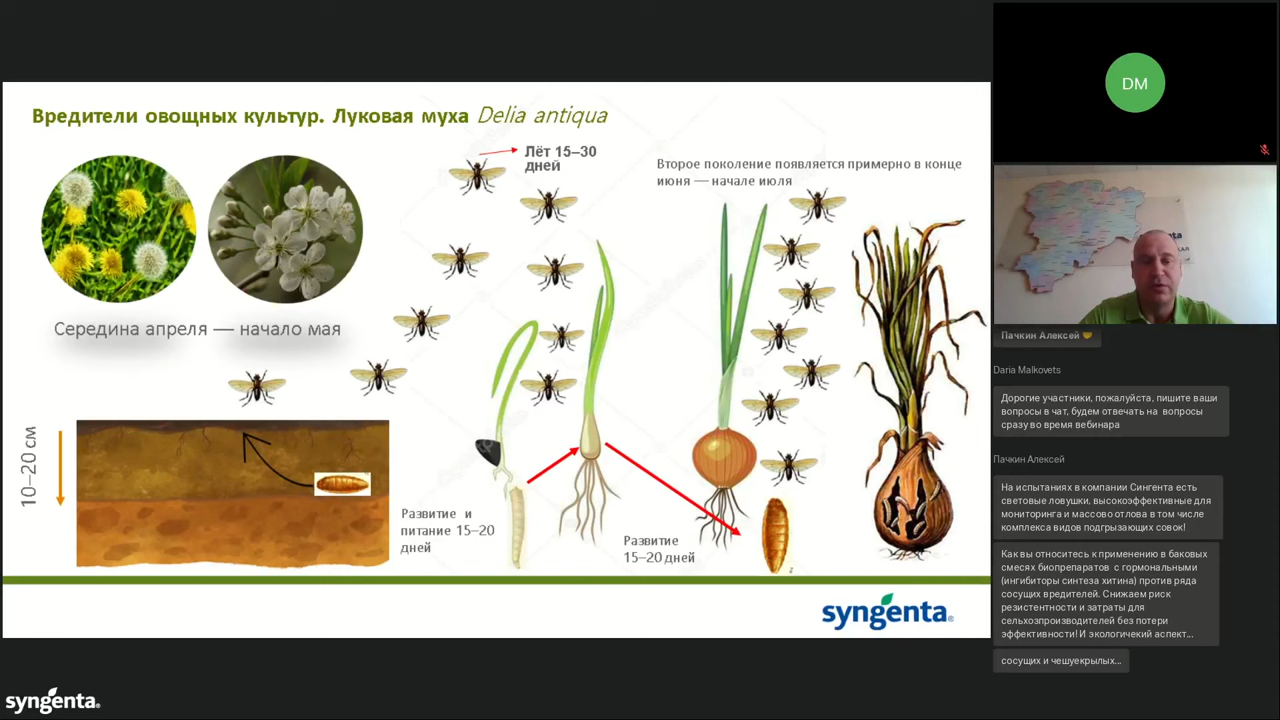 Вредители овощных культур. Луковая муха Delia antiqua
Лёт 15–30
дней
Второе поколение появляется примерно в конце
июня — начале июля
Середина апреля — начало мая
10–20 см
Развитие и
питание 15–20
дней
Развитие
15–20 дней
syngenta®
syngenta®
DM
Пачкин Алексей
Daria Malkovets
Дорогие участники, пожалуйста, пишите ваши
вопросы в чат, будем отвечать на вопросы
сразу во время вебинара
Пачкин Алексей
На испытаниях в компании Сингента есть
световые ловушки, высокоэффективные для
мониторинга и массово отлова в том числе
комплекса видов подгрызающих совок!
Как вы относитесь к применению в баковых
смесях биопрепаратов с гормональными
(ингибиторы синтеза хитина) против ряда
сосущих вредителей. Снижаем риск
резистентности и затраты для
сельхозпроизводителей без потери
эффективности! И экологичекий аспект...
сосущих и чешуекрылых...